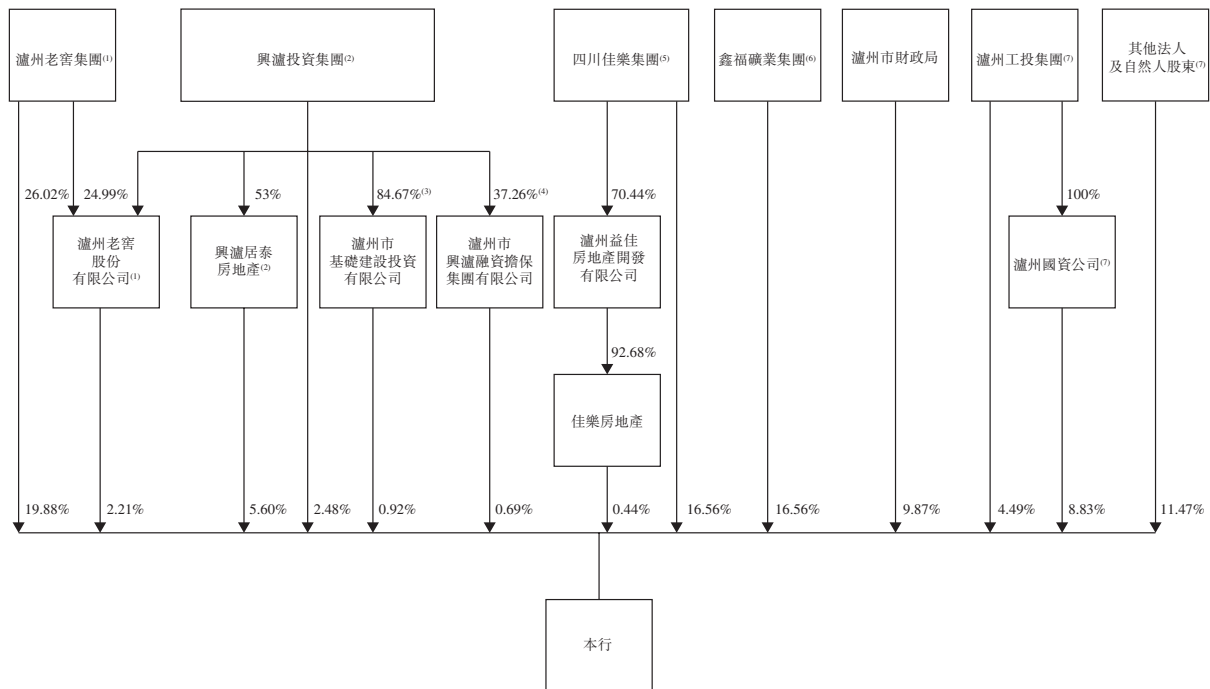 瀘州老窖集團(1)
興瀘投資集團(2)
四川佳樂集團(5)
鑫福礦業集團(6)
瀘州市財政局
瀘州工投集團(7)
其他法人
及自然人股東(7)
26.02%
24.99%
53%
84.67%(3)
37.26%(4)
70.44%
100%
瀘州老窖
股份
有限公司(1)
興瀘居泰
房地產(2)
瀘州市
基礎建設投資
有限公司
瀘州市
興瀘融資擔保
集團有限公司
瀘州益佳
房地產開發
有限公司
瀘州國資公司(7)
92.68%
佳樂房地產
19.88%
2.21%
5.60%
2.48%
0.92%
0.69%
0.44%
16.56%
16.56%
9.87%
4.49%
8.83%
11.47%
本行